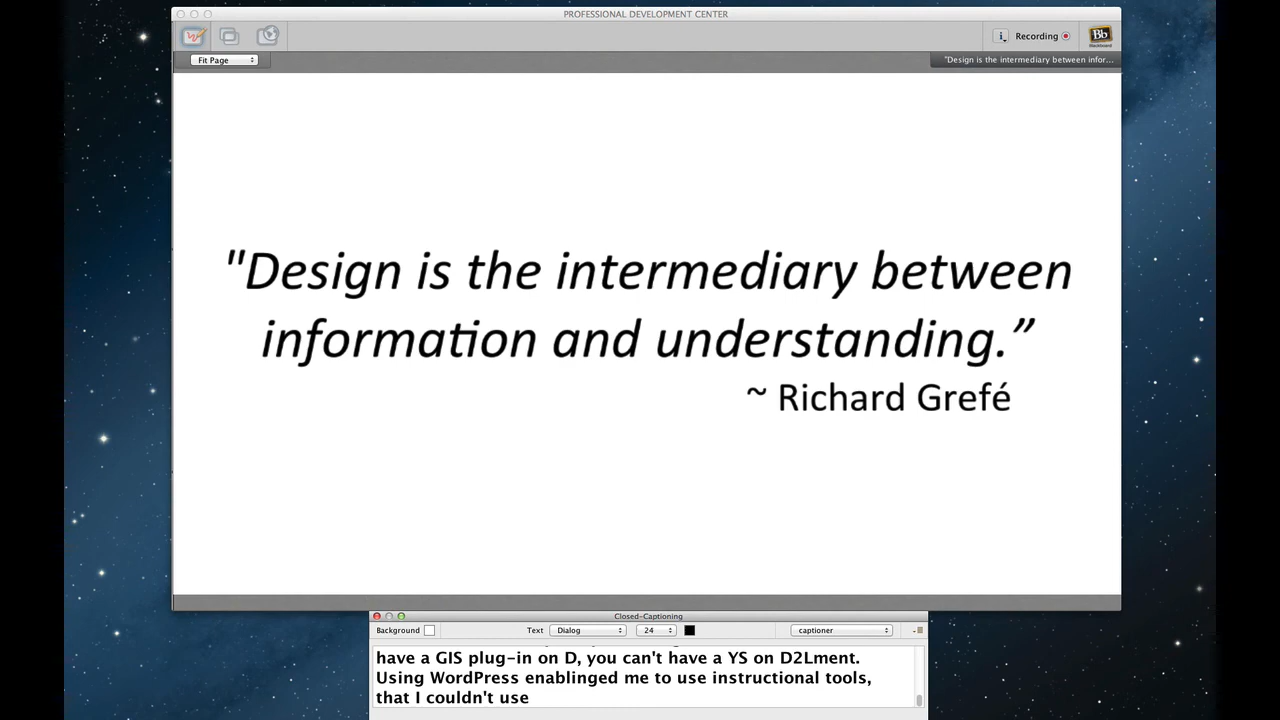 PROFESSIONAL DEVELOPMENT CENTER
i Recording Bb
Blackboard
Fit Page "Design is the intermediary between infor...
"Design is the intermediary between
information and understanding.”
~ Richard Grefé
Closed-Captioning
Background Text Dialog 24 captioner
have a GIS plug-in on D, you can't have a YS on D2Lment.
Using WordPress enablinged me to use instructional tools,
that I couldn't use